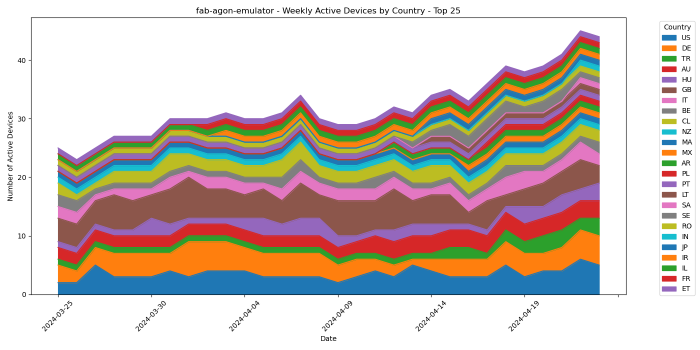 fab-agon-emulator - Weekly Active Devices by Country - Top 25
Number of Active Devices
40
30
20
10
0
2024-03-25
2024-03-30
2024-04-04
2024-04-09
2024-04-14
2024-04-19
Date
Country
US
DE
TR
AU
HU
GB
IT
BE
CL
NZ
MA
MX
AR
PL
PT
LT
SA
SE
RO
IN
JP
IR
IL
FR
ET